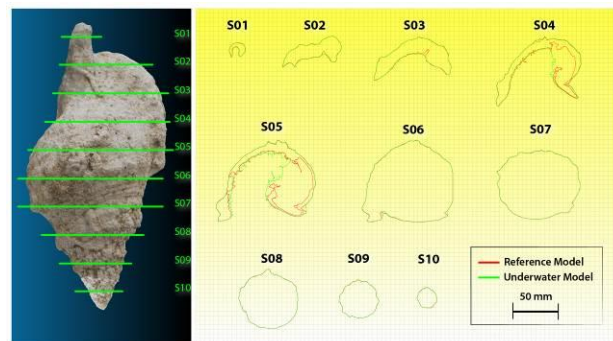 S01
S02
S03
S04
S05
S06
S07
S08
S09
S10
S01 S02 S03 S04
S05 S06 S07
S08 S09 S10
Reference Model
Underwater Model
50 mm